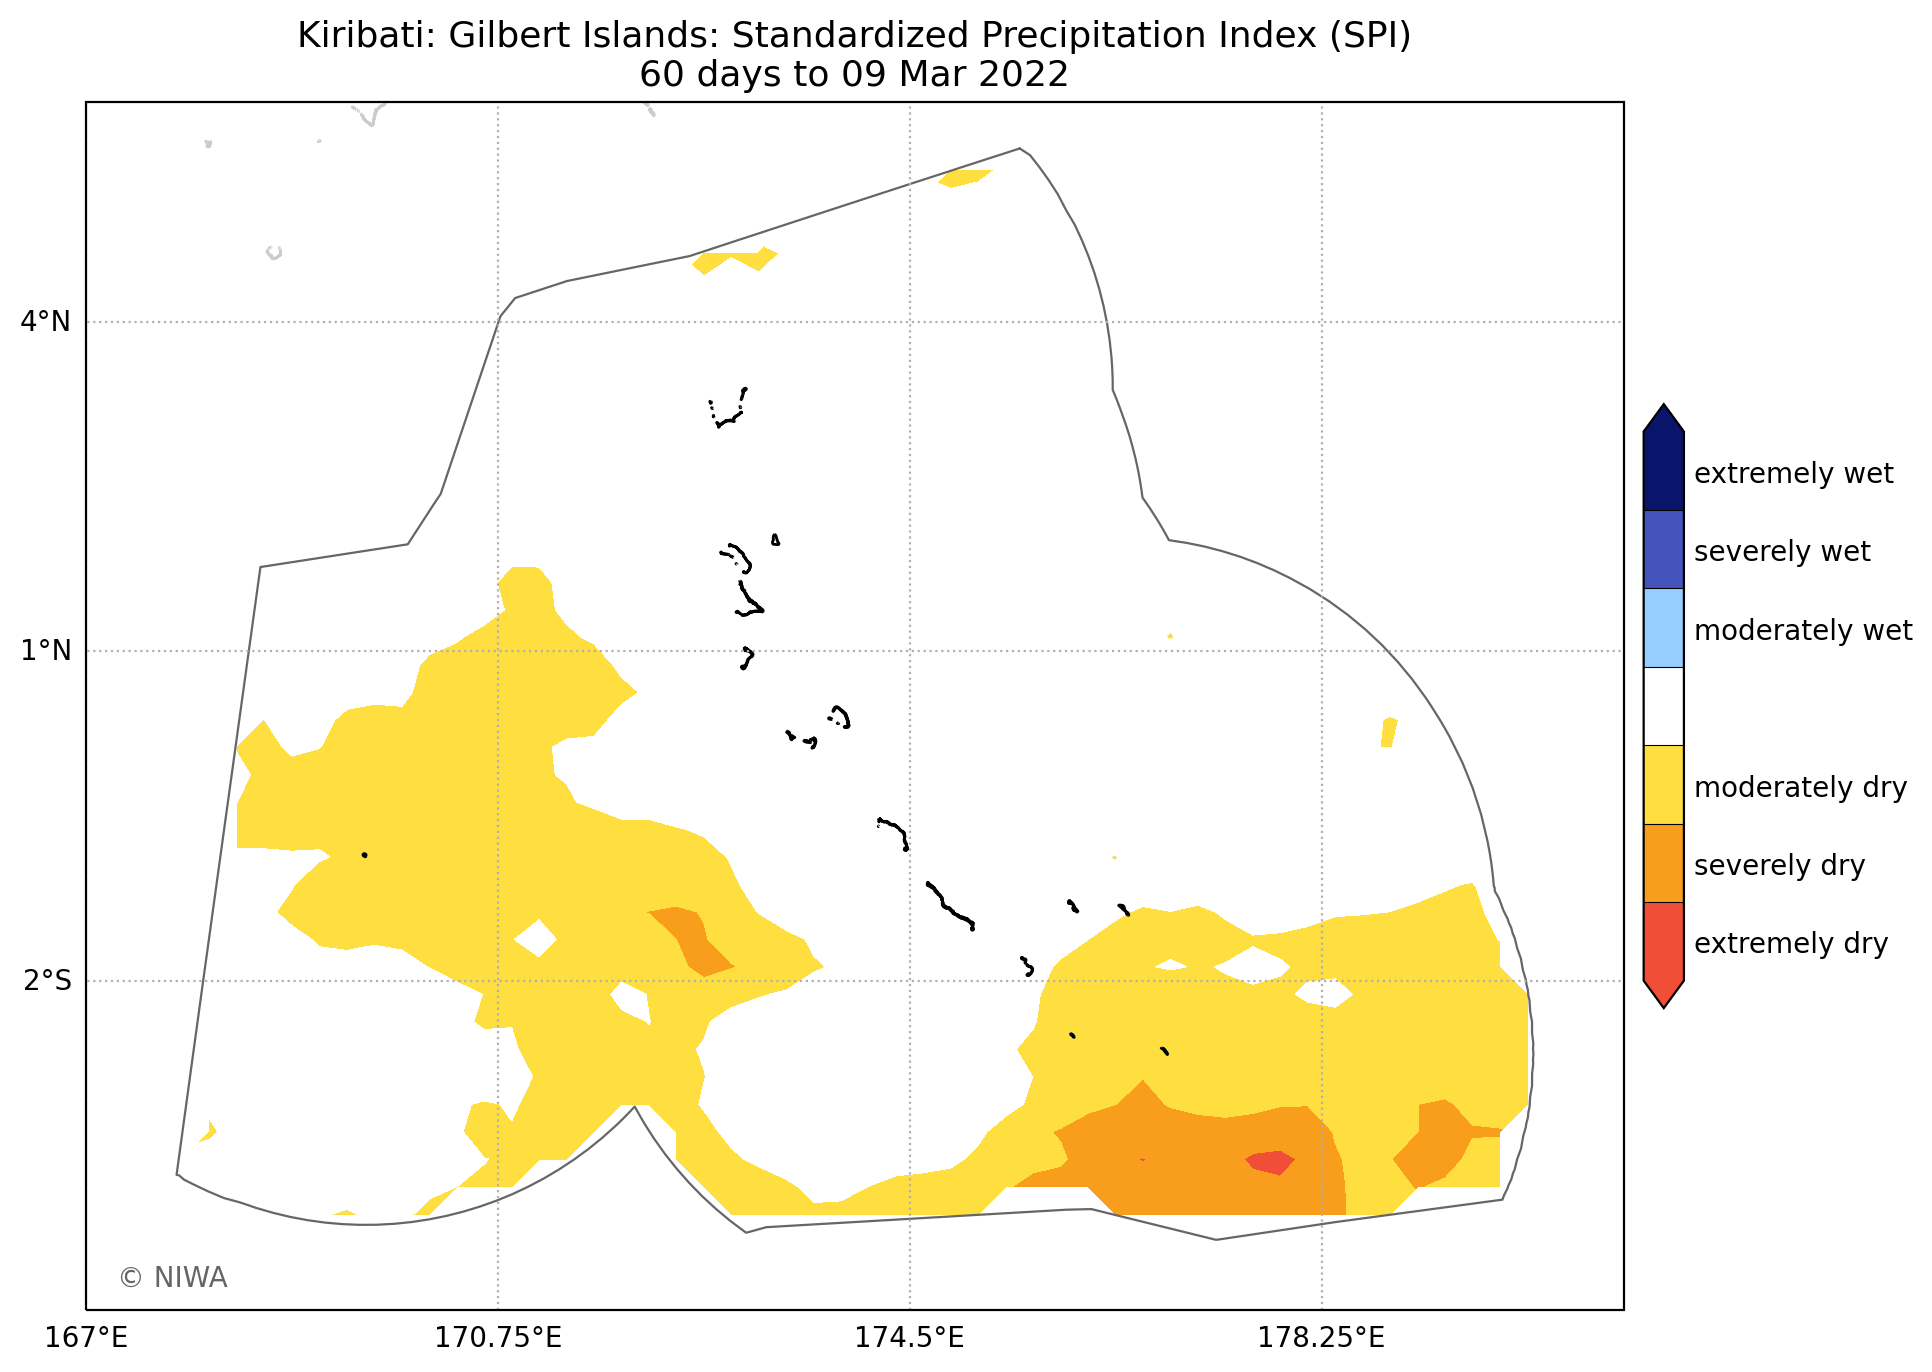 Kiribati: Gilbert Islands: Standardized Precipitation Index (SPI)
60 days to 09 Mar 2022
4°N
1°N
2°S
167°E
170.75°E
174.5°E
178.25°E
extremely wet
severely wet
moderately wet
moderately dry
severely dry
extremely dry
© NIWA